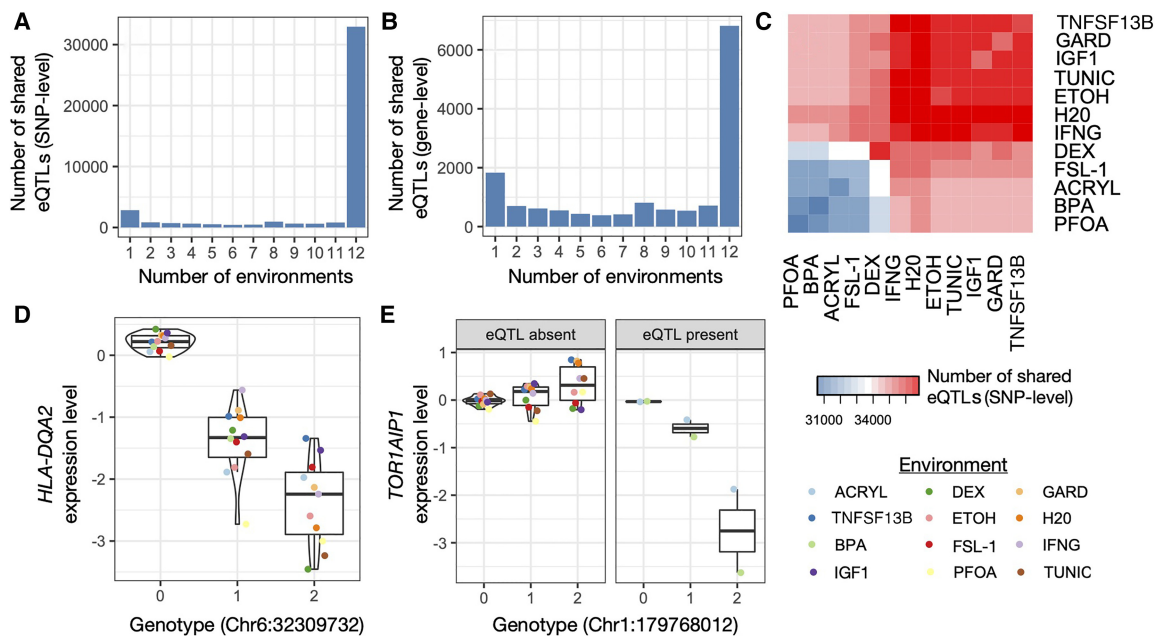 A
Number of shared
eQTLs (SNP-level)
30000
20000
10000
0
1 2 3 4 5 6 7 8 9 10 11 12
Number of environments
B
Number of shared
eQTLs (gene-level)
6000
4000
2000
0
1 2 3 4 5 6 7 8 9 10 11 12
Number of environments
C
TNFSF13B
GARD
IGF1
TUNIC
ETOH
H20
IFNG
DEX
FSL-1
ACRYL
BPA
PFOA
PFOA
BPA
ACRYL
FSL-1
DEX
IFNG
H20
ETOH
TUNIC
IGF1
GARD
TNFSF13B
31000 34000
Number of shared
eQTLs (SNP-level)
D
HLA-DQA2
expression level
0
-1
-2
-3
0 1 2
Genotype (Chr6:32309732)
E
TOR1AIP1
expression level
eQTL absent eQTL present
1
0
-1
-2
-3
0 1 2 0 1 2
Genotype (Chr1:179768012)
Environment
ACRYL DEX GARD
TNFSF13B ETOH H20
BPA FSL-1 IFNG
IGF1 PFOA TUNIC